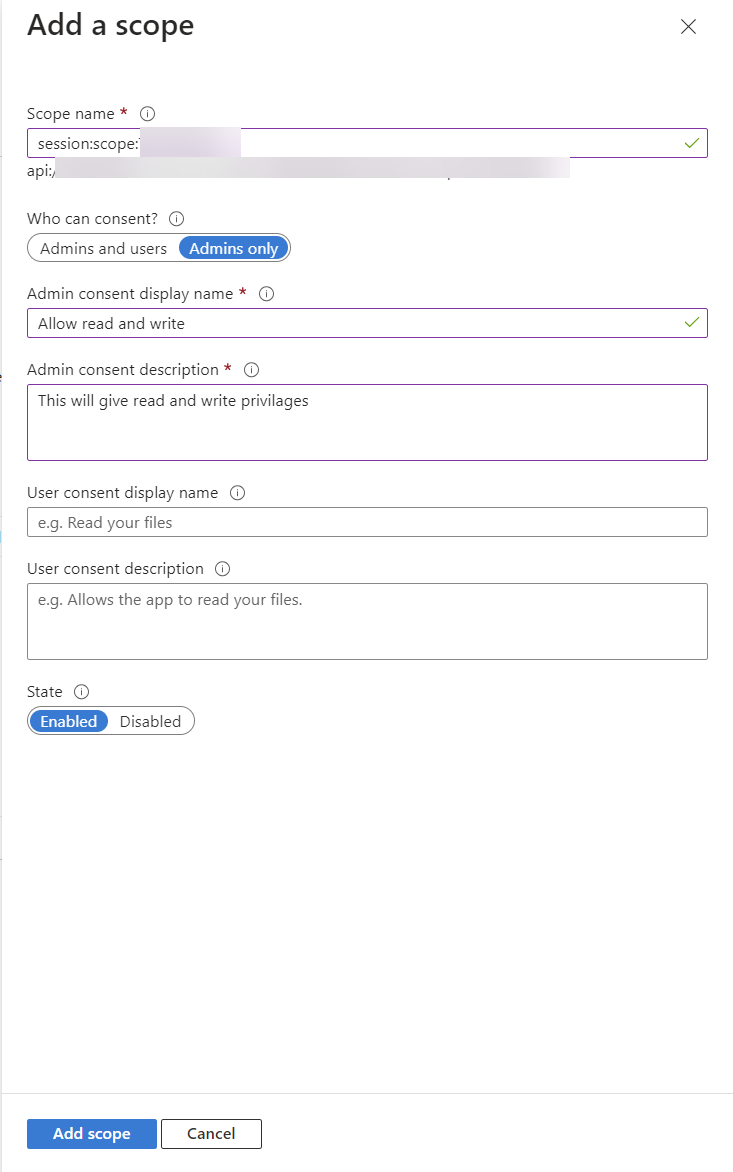 Add a scope
Scope name *
session:scope:
api:/
Who can consent?
Admins and users Admins only
Admin consent display name *
Allow read and write
Admin consent description *
This will give read and write privilages
User consent display name
e.g. Read your files
User consent description
e.g. Allows the app to read your files.
State
Enabled Disabled
Add scope Cancel